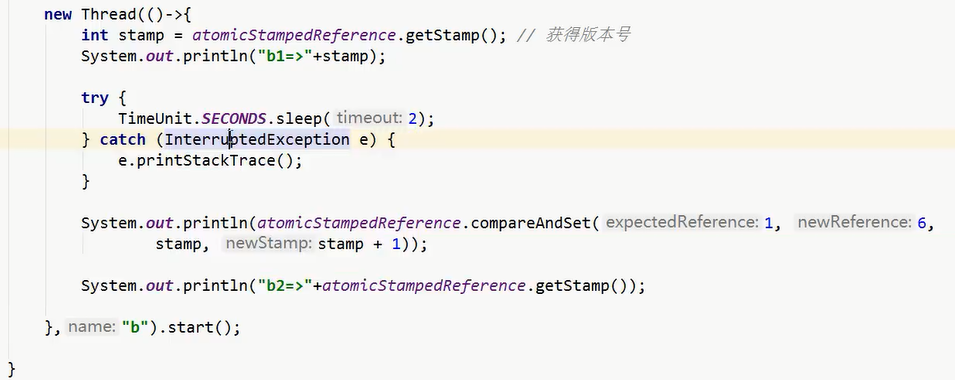 new Thread(()->{
int stamp = atomicStampedReference.getStamp(); // 获得版本号
System.out.println("b1=>"+stamp);
try {
TimeUnit.SECONDS.sleep( timeout: 2);
} catch (InterruptedException e) {
e.printStackTrace();
}
System.out.println(atomicStampedReference.compareAndSet( expectedReference: 1, newReference: 6,
stamp, newStamp: stamp + 1));
System.out.println("b2=>"+atomicStampedReference.getStamp());
}, name: "b").start();
}